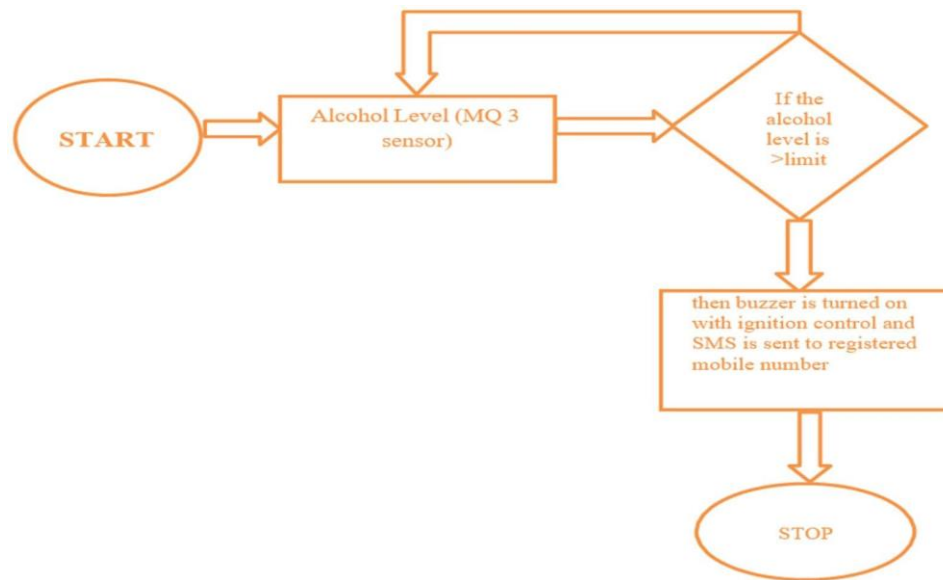 START
Alcohol Level (MQ 3
sensor)
If the
alcohol
level is
>limit
then buzzer is turned on
with ignition control and
SMS is sent to registered
mobile number
STOP